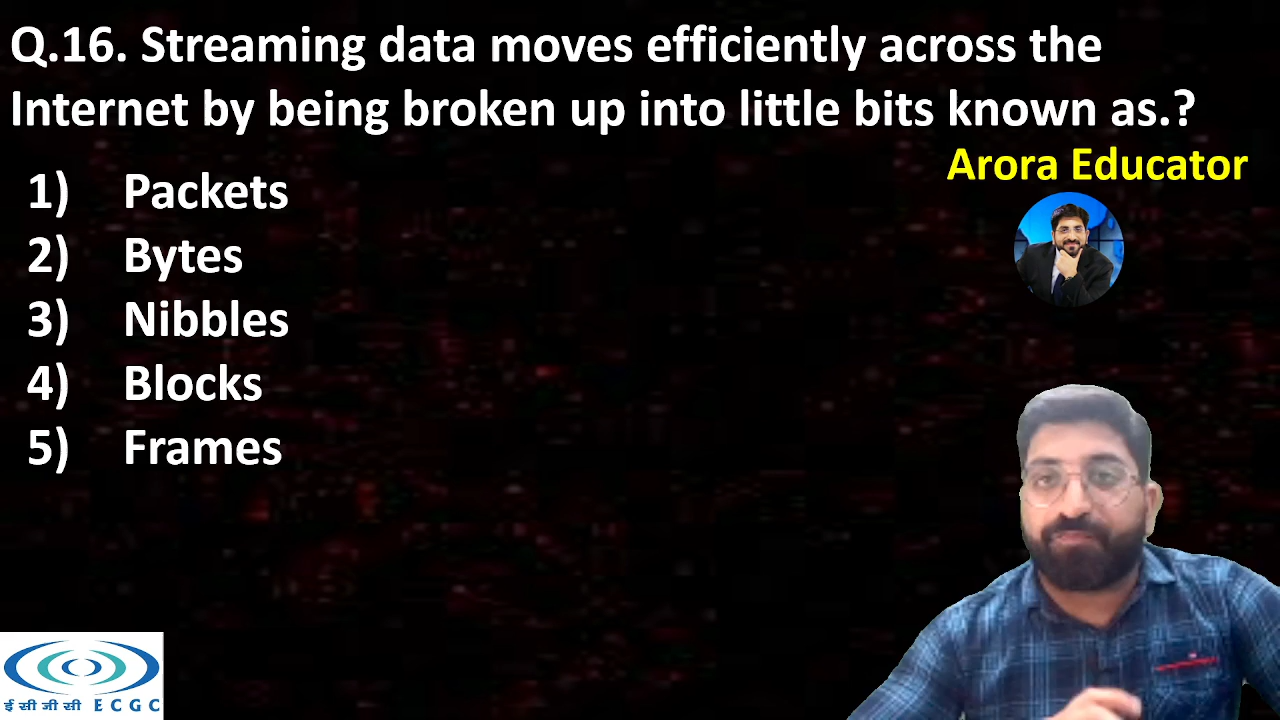 Q.16. Streaming data moves efficiently across the
Internet by being broken up into little bits known as.?
Arora Educator
1) Packets
2) Bytes
3) Nibbles
4) Blocks
5) Frames
ई सी जी सी E C G C